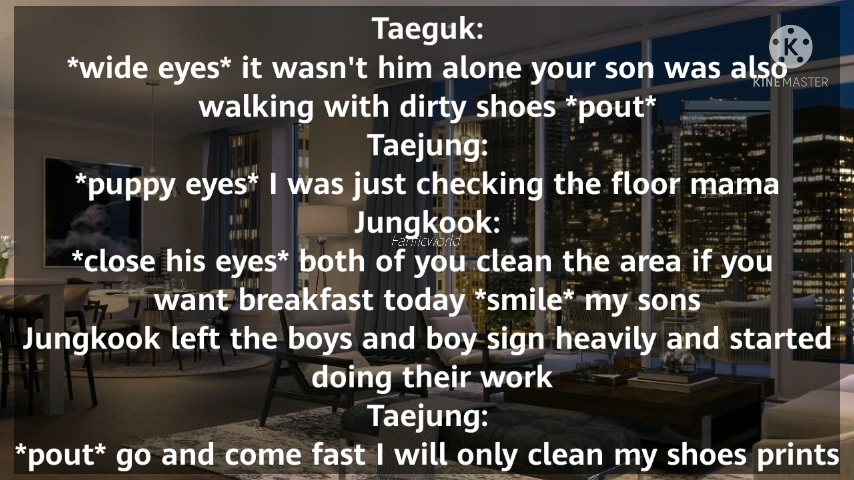 Taeguk:
*wide eyes* it wasn't him alone your son was also
walking with dirty shoes *pout*
Taejung:
*puppy eyes* I was just checking the floor mama
Jungkook:
*close his eyes* both of you clean the area if you
want breakfast today *smile* my sons
Jungkook left the boys and boy sign heavily and started
doing their work
Taejung:
*pout* go and come fast I will only clean my shoes prints
K
KINEMASTER
Fanficworld